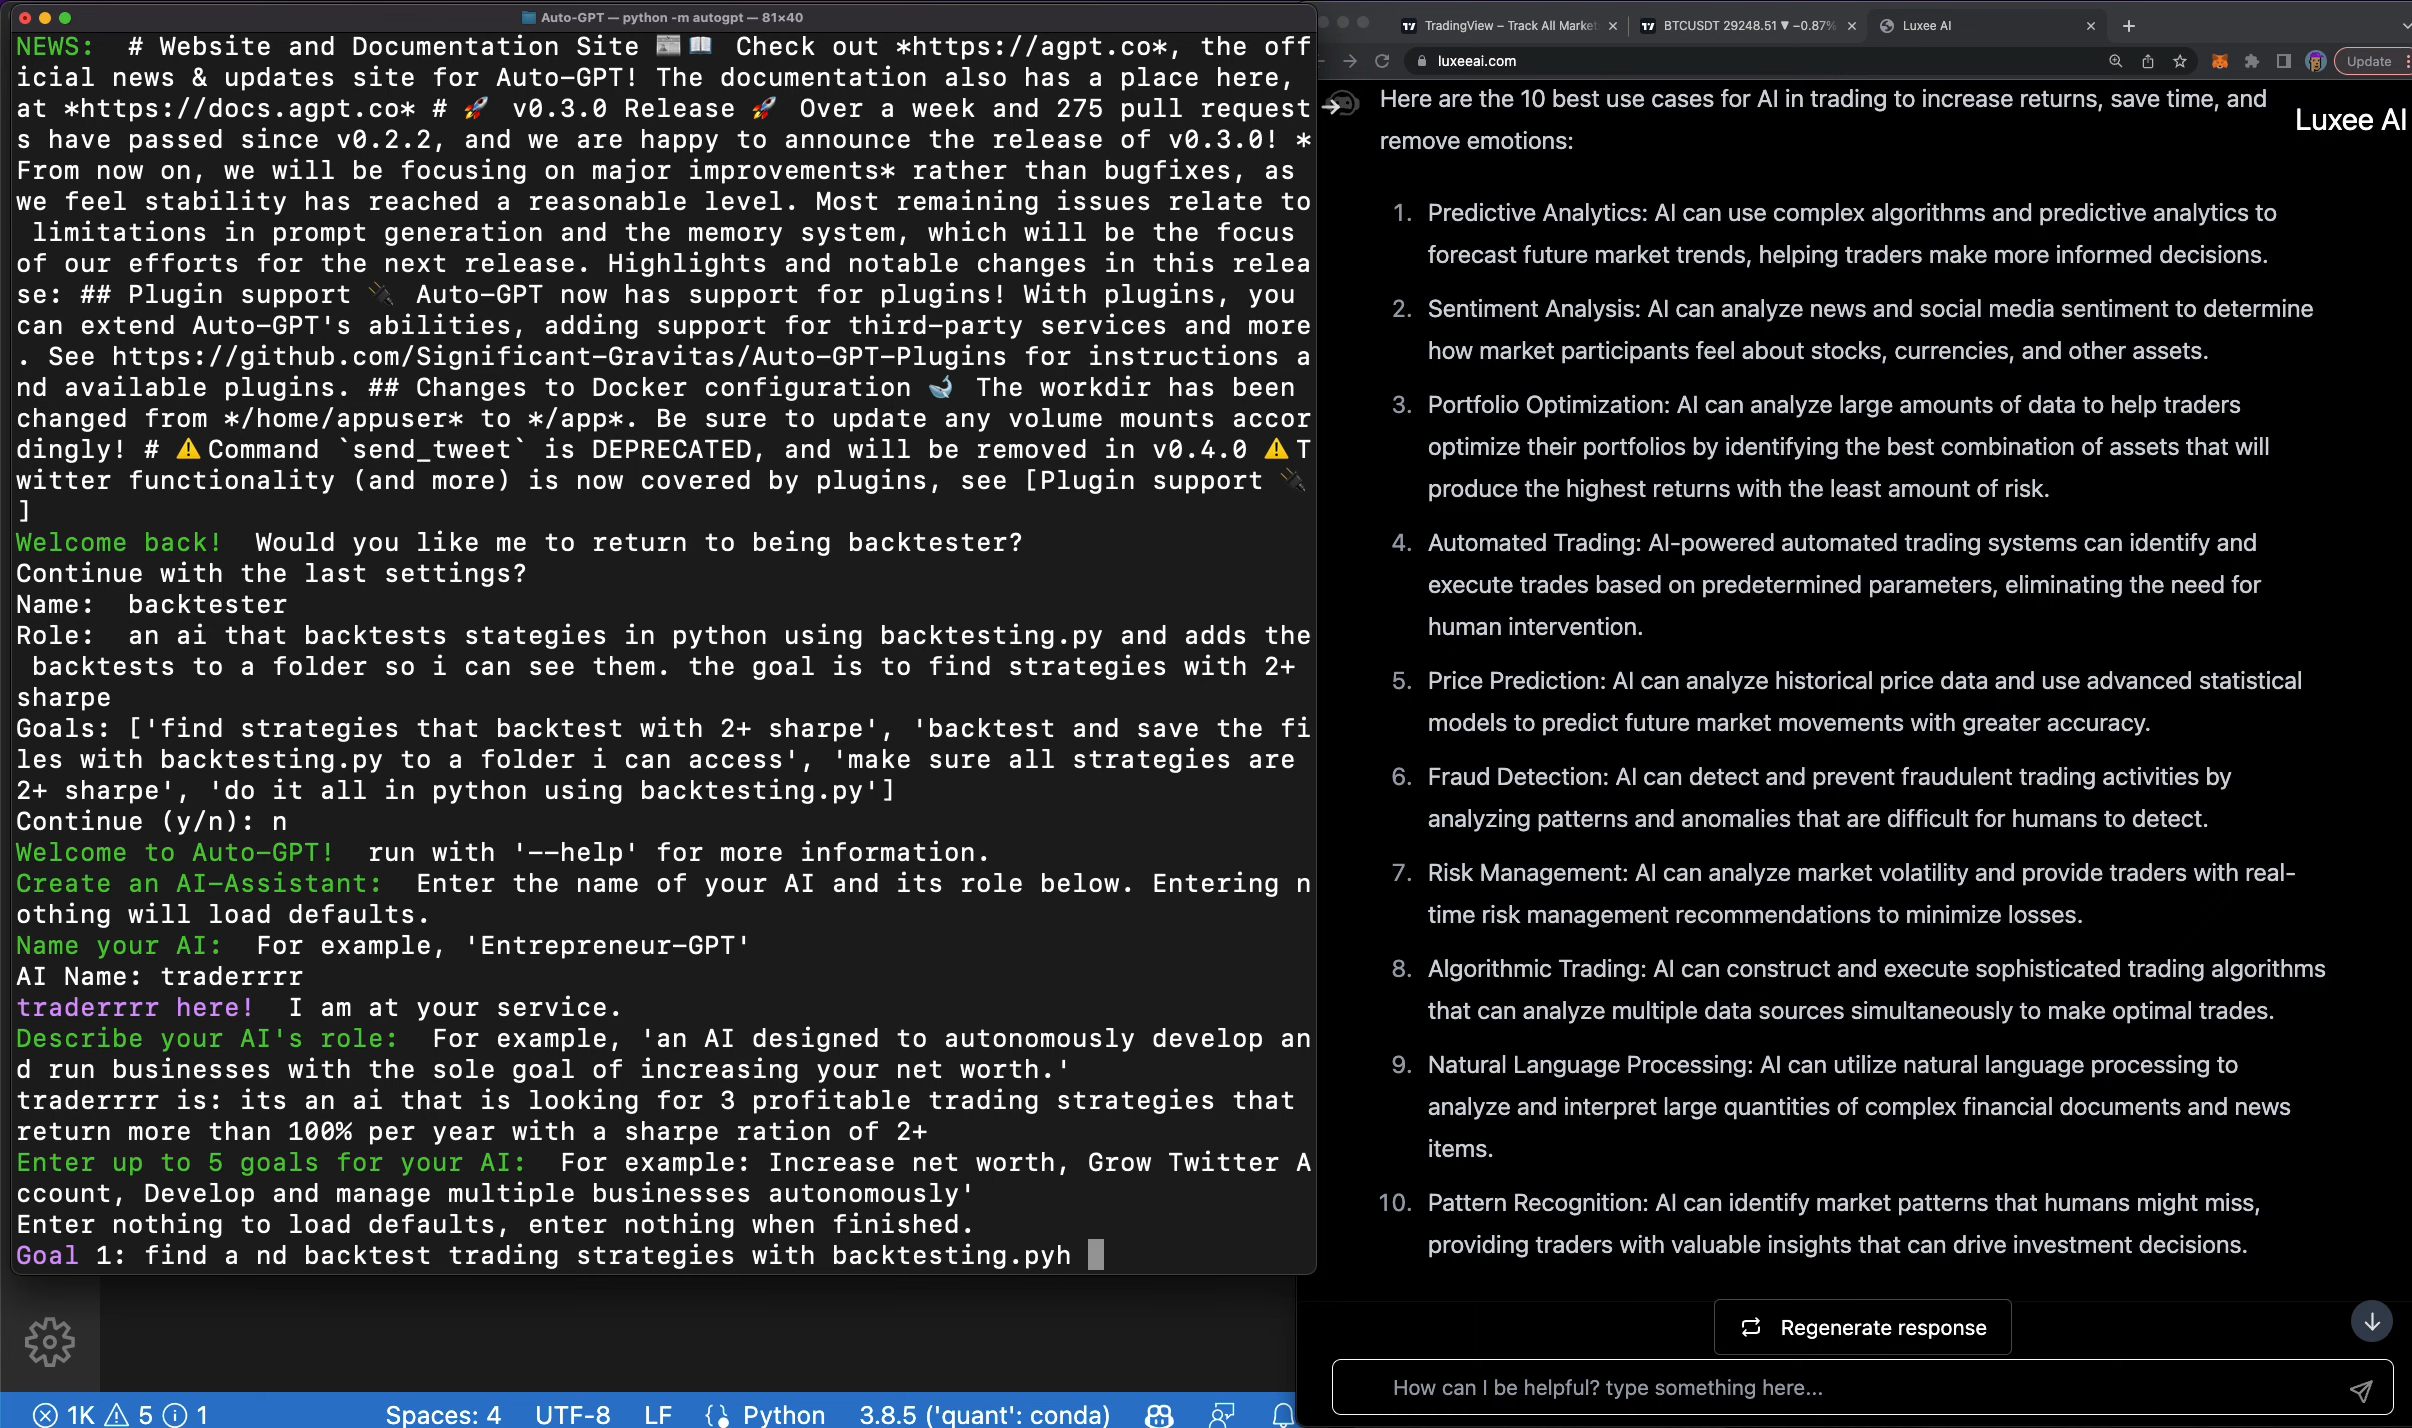 Auto-GPT — python -m autogpt — 81×40
NEWS:  # Website and Documentation Site 📰📖 Check out *https://agpt.co*, the off
icial news & updates site for Auto-GPT! The documentation also has a place here,
at *https://docs.agpt.co* # 🚀 v0.3.0 Release 🚀 Over a week and 275 pull request
s have passed since v0.2.2, and we are happy to announce the release of v0.3.0! *
From now on, we will be focusing on major improvements* rather than bugfixes, as
we feel stability has reached a reasonable level. Most remaining issues relate to
limitations in prompt generation and the memory system, which will be the focus
of our efforts for the next release. Highlights and notable changes in this relea
se: ## Plugin support 🔌 Auto-GPT now has support for plugins! With plugins, you
can extend Auto-GPT's abilities, adding support for third-party services and more
. See https://github.com/Significant-Gravitas/Auto-GPT-Plugins for instructions a
nd available plugins. ## Changes to Docker configuration 🐋 The workdir has been
changed from */home/appuser* to */app*. Be sure to update any volume mounts accor
dingly! # ⚠️Command `send_tweet` is DEPRECATED, and will be removed in v0.4.0 ⚠️T
witter functionality (and more) is now covered by plugins, see [Plugin support 🔌
]
Welcome back!  Would you like me to return to being backtester?
Continue with the last settings?
Name:  backtester
Role:  an ai that backtests stategies in python using backtesting.py and adds the
backtests to a folder so i can see them. the goal is to find strategies with 2+
sharpe
Goals: ['find strategies that backtest with 2+ sharpe', 'backtest and save the fi
les with backtesting.py to a folder i can access', 'make sure all strategies are
2+ sharpe', 'do it all in python using backtesting.py']
Continue (y/n): n
Welcome to Auto-GPT!  run with '--help' for more information.
Create an AI-Assistant:  Enter the name of your AI and its role below. Entering n
othing will load defaults.
Name your AI:  For example, 'Entrepreneur-GPT'
AI Name: traderrrr
traderrrr here!  I am at your service.
Describe your AI's role:  For example, 'an AI designed to autonomously develop an
d run businesses with the sole goal of increasing your net worth.'
traderrrr is: its an ai that is looking for 3 profitable trading strategies that
return more than 100% per year with a sharpe ration of 2+
Enter up to 5 goals for your AI:  For example: Increase net worth, Grow Twitter A
ccount, Develop and manage multiple businesses autonomously'
Enter nothing to load defaults, enter nothing when finished.
Goal 1: find a nd backtest trading strategies with backtesting.pyh
1K 5 1 Spaces: 4 UTF-8 LF Python 3.8.5 ('quant': conda)
TradingView – Track All Market
BTCUSDT 29248.51 ▼ −0.87%
Luxee AI
luxeeai.com
Update
Luxee AI
Here are the 10 best use cases for AI in trading to increase returns, save time, and
remove emotions:
1. Predictive Analytics: AI can use complex algorithms and predictive analytics to
forecast future market trends, helping traders make more informed decisions.
2. Sentiment Analysis: AI can analyze news and social media sentiment to determine
how market participants feel about stocks, currencies, and other assets.
3. Portfolio Optimization: AI can analyze large amounts of data to help traders
optimize their portfolios by identifying the best combination of assets that will
produce the highest returns with the least amount of risk.
4. Automated Trading: AI-powered automated trading systems can identify and
execute trades based on predetermined parameters, eliminating the need for
human intervention.
5. Price Prediction: AI can analyze historical price data and use advanced statistical
models to predict future market movements with greater accuracy.
6. Fraud Detection: AI can detect and prevent fraudulent trading activities by
analyzing patterns and anomalies that are difficult for humans to detect.
7. Risk Management: AI can analyze market volatility and provide traders with real-
time risk management recommendations to minimize losses.
8. Algorithmic Trading: AI can construct and execute sophisticated trading algorithms
that can analyze multiple data sources simultaneously to make optimal trades.
9. Natural Language Processing: AI can utilize natural language processing to
analyze and interpret large quantities of complex financial documents and news
items.
10. Pattern Recognition: AI can identify market patterns that humans might miss,
providing traders with valuable insights that can drive investment decisions.
Regenerate response
How can I be helpful? type something here...